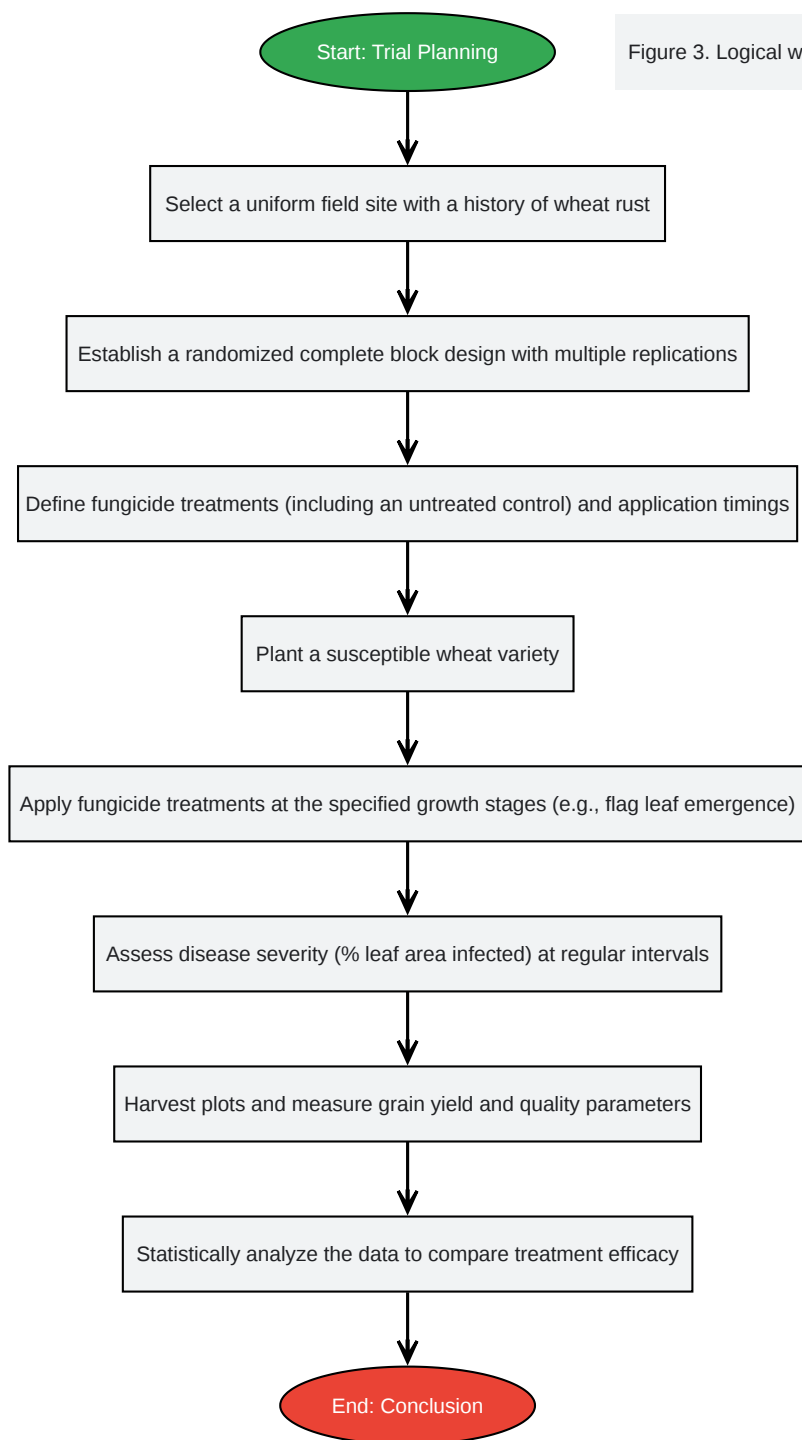 Start: Trial Planning
Figure 3. Logical w
Select a uniform field site with a history of wheat rust
Establish a randomized complete block design with multiple replications
Define fungicide treatments (including an untreated control) and application timings
Plant a susceptible wheat variety
Apply fungicide treatments at the specified growth stages (e.g., flag leaf emergence)
Assess disease severity (% leaf area infected) at regular intervals
Harvest plots and measure grain yield and quality parameters
Statistically analyze the data to compare treatment efficacy
End: Conclusion